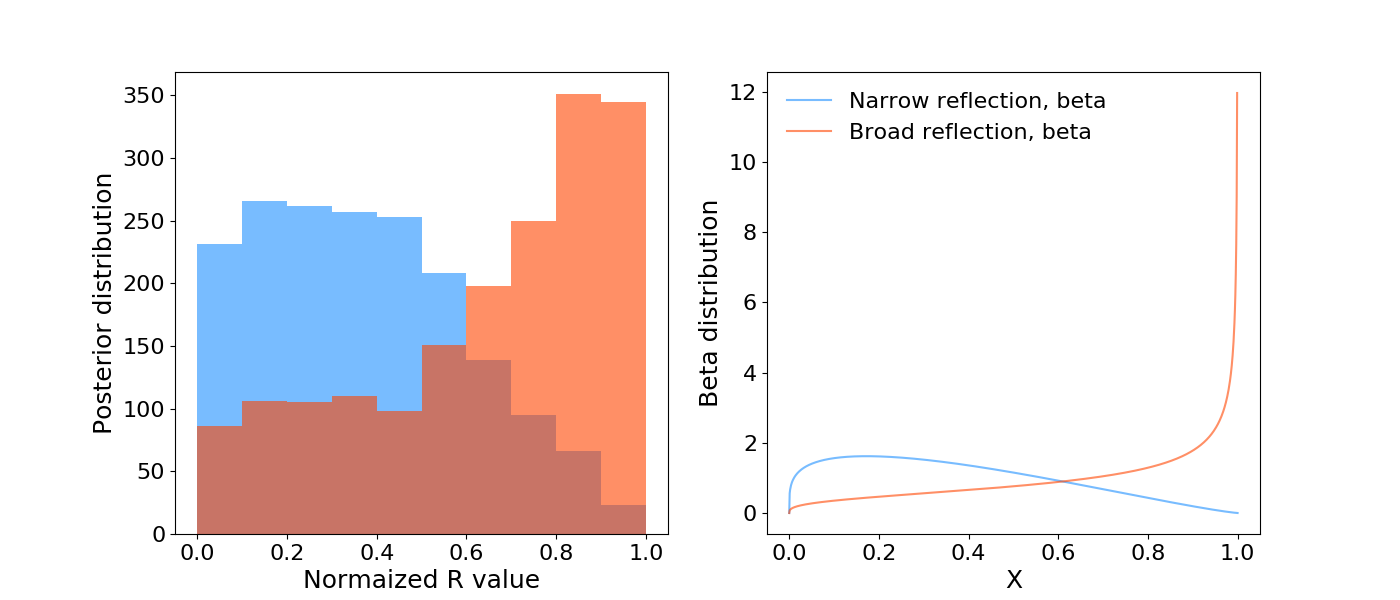 Posterior distribution
350
300
250
200
150
100
50
0
0.0 0.2 0.4 0.6 0.8 1.0
Normaized R value
Beta distribution
12
10
8
6
4
2
0
Narrow reflection, beta
Broad reflection, beta
0.0 0.2 0.4 0.6 0.8 1.0
X